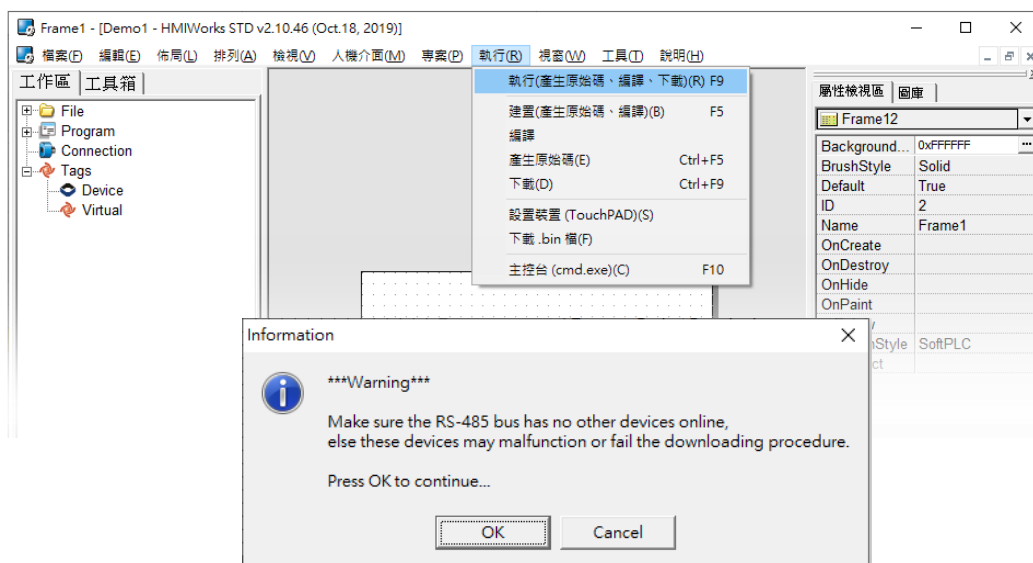 Frame1 - [Demo1 - HMIWorks STD v2.10.46 (Oct.18, 2019)]
檔案(F) 編輯(E) 佈局(L) 排列(A) 檢視(V) 人機介面(M) 專案(P) 執行(R) 視窗(W) 工具(T) 說明(H)
工作區 工具箱
File
Program
Connection
Tags
Device
Virtual
執行(產生原始碼、編譯、下載)(R) F9
建置(產生原始碼、編譯)(B) F5
編譯
產生原始碼(E) Ctrl+F5
下載(D) Ctrl+F9
設置裝置 (TouchPAD)(S)
下載 .bin 檔(F)
主控台 (cmd.exe)(C) F10
屬性檢視區 圖庫
Frame12
Background... 0xFFFFFF ...
BrushStyle Solid
Default True
ID 2
Name Frame1
OnCreate
OnDestroy
OnHide
OnPaint
nStyle SoftPLC
ct
Information
***Warning***
Make sure the RS-485 bus has no other devices online,
else these devices may malfunction or fail the downloading procedure.
Press OK to continue...
OK Cancel